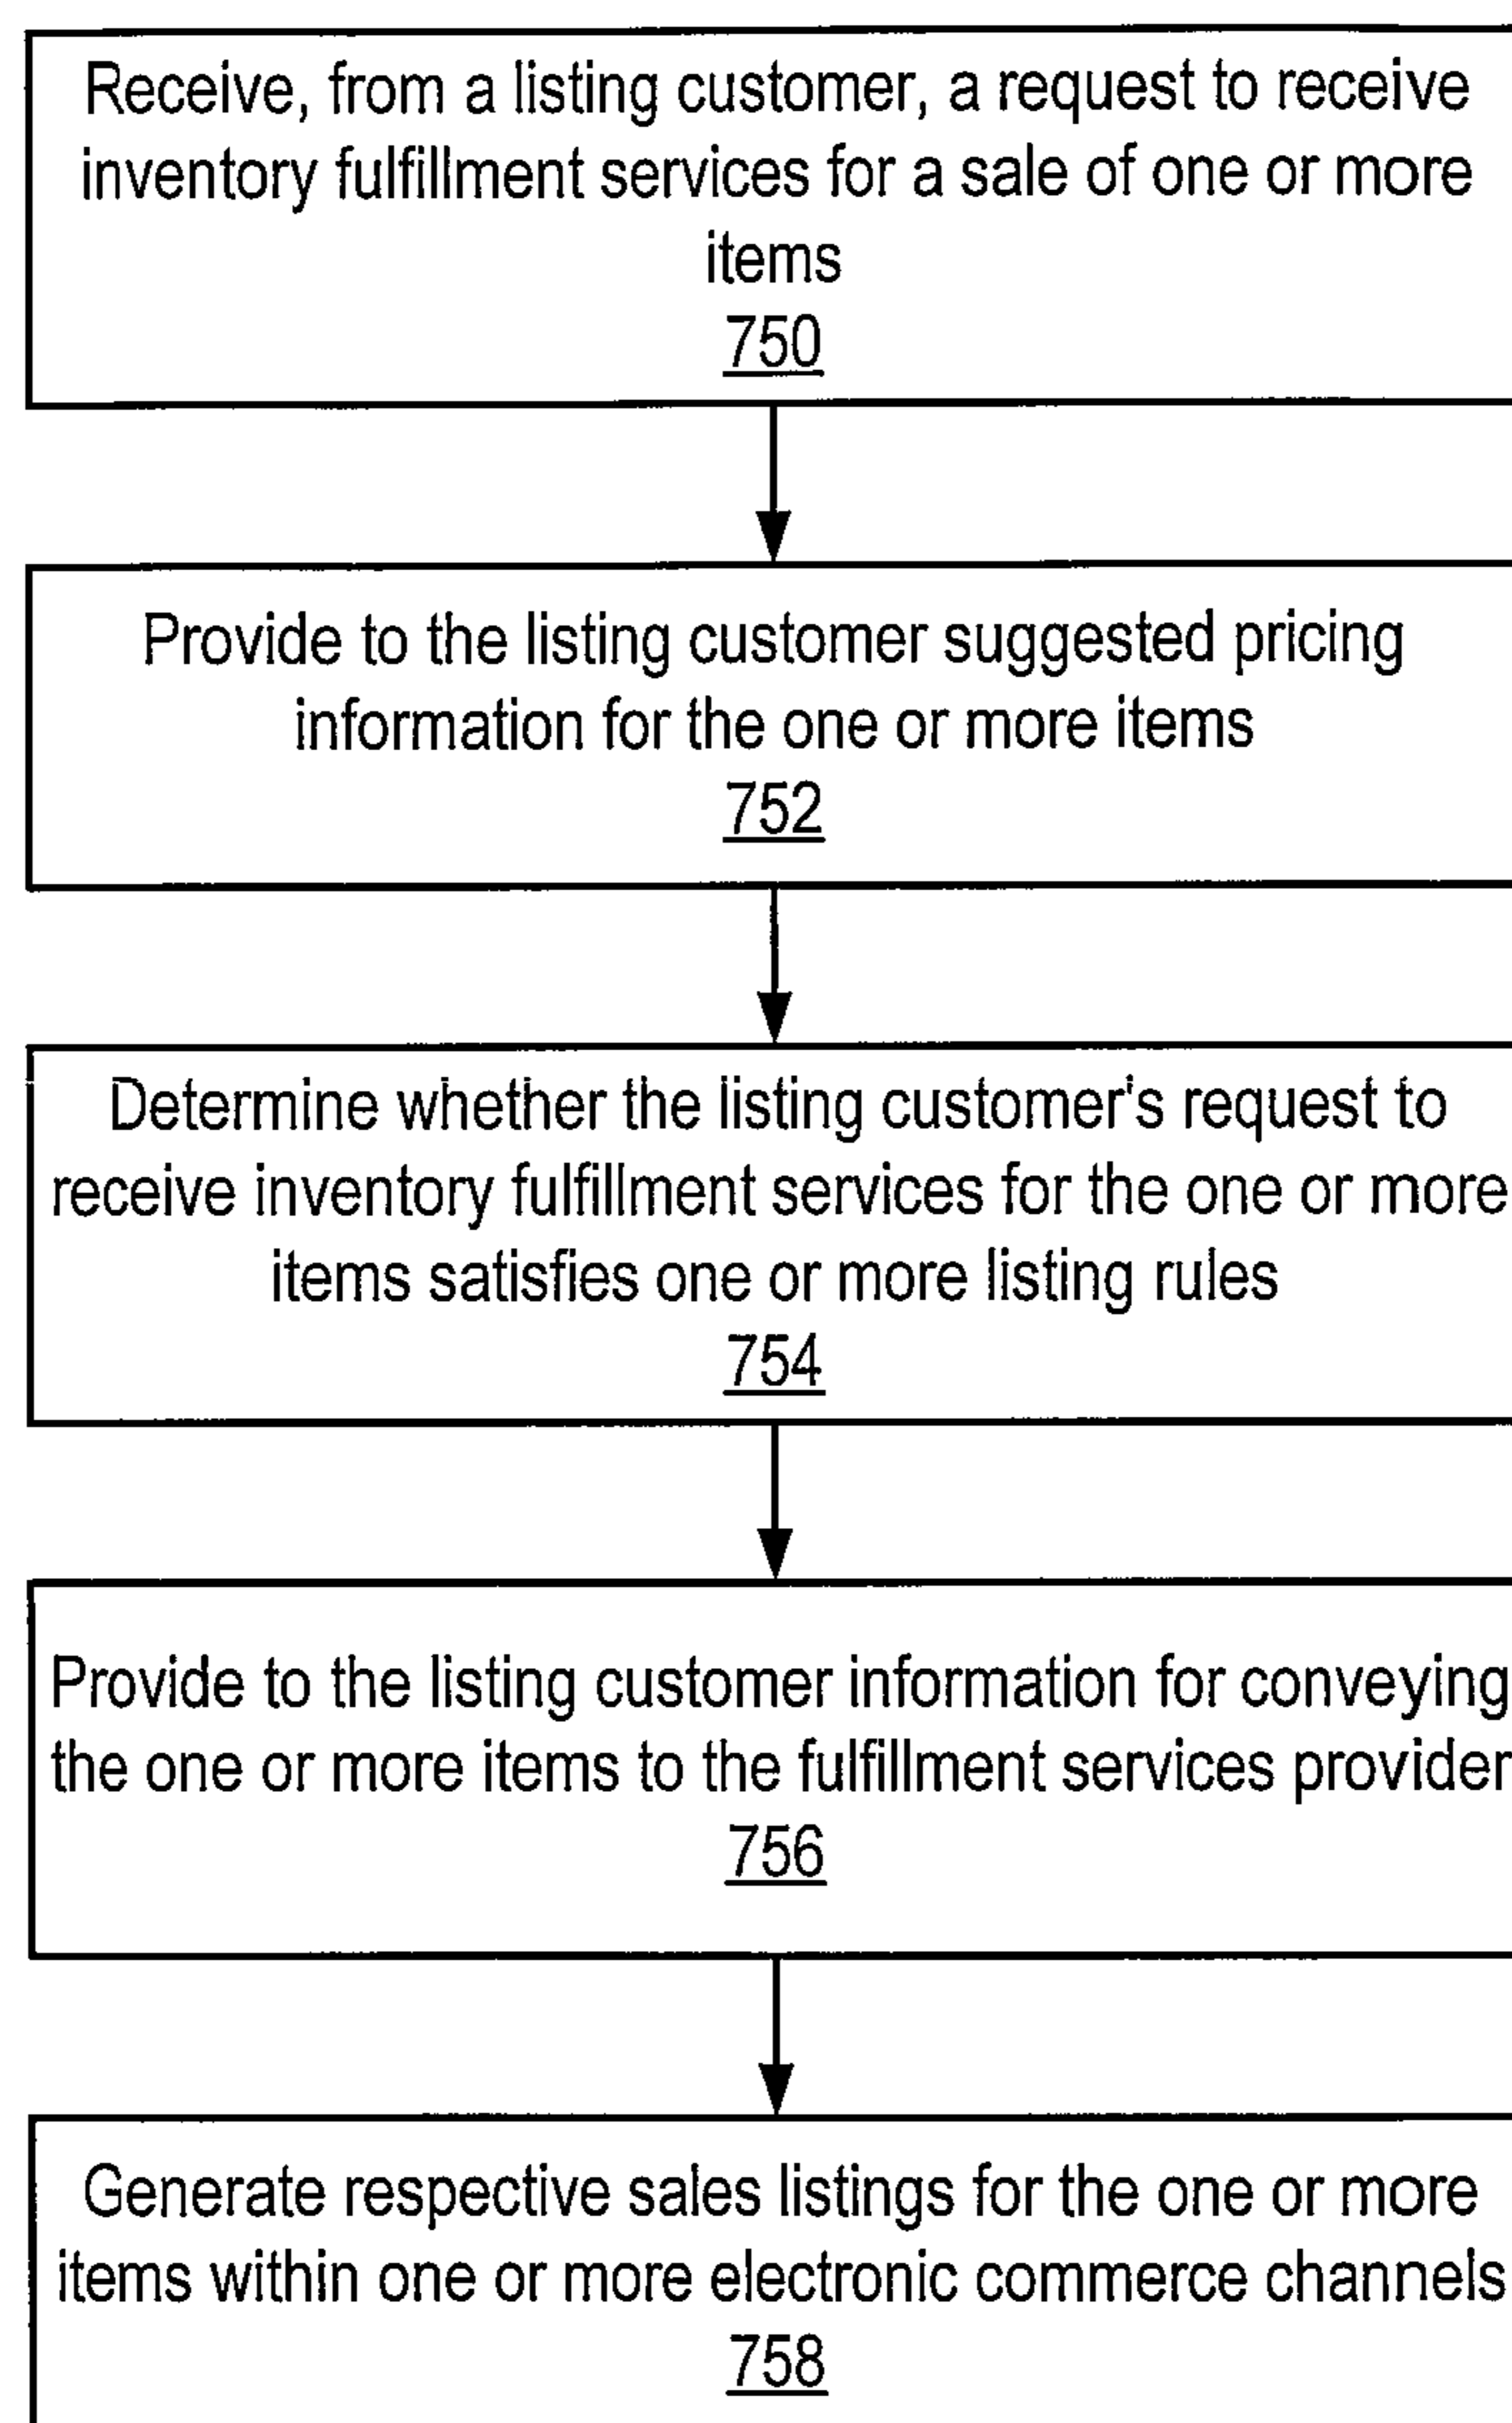 Receive, from a listing customer, a request to receive
inventory fulfillment services for a sale of one or more
items
750
Provide to the listing customer suggested pricing
information for the one or more items
752
Determine whether the listing customer's request to
receive inventory fulfillment services for the one or more
items satisfies one or more listing rules
754
Provide to the listing customer information for conveying
the one or more items to the fulfillment services provider
756
Generate respective sales listings for the one or more
items within one or more electronic commerce channels
758